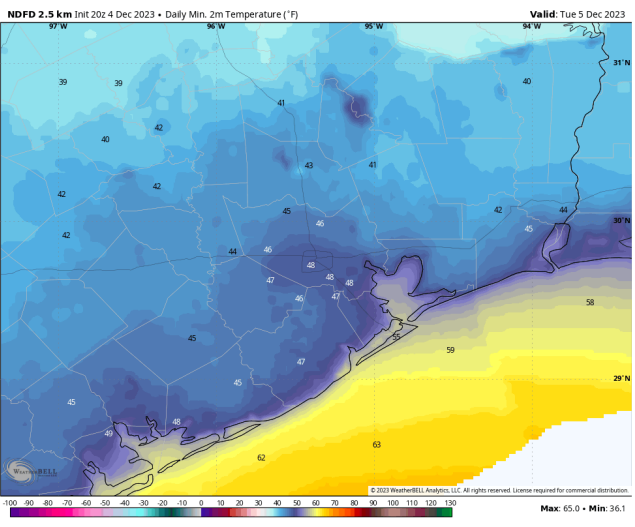 NDFD 2.5 km Init 20z 4 Dec 2023 • Daily Min. 2m Temperature (°F)
Valid: Tue 5 Dec 2023
97°W 96°W 95°W 94°W
31°N
39 39 40
41
42
40
43 41
42
42
45 42 44
46 45
30°N
42
44 46
48
47 48 48
46 47
58
55
45 59
47
29°N
45
45
48
49
63
62
WEATHERBELL
© 2023 WeatherBELL Analytics, LLC. All rights reserved. License required for commercial distribution.
-100 -90 -80 -70 -60 -50 -40 -30 -20 -10 0 10 20 30 40 50 60 70 80 90 100 110 120 130
Max: 65.0 • Min: 36.1